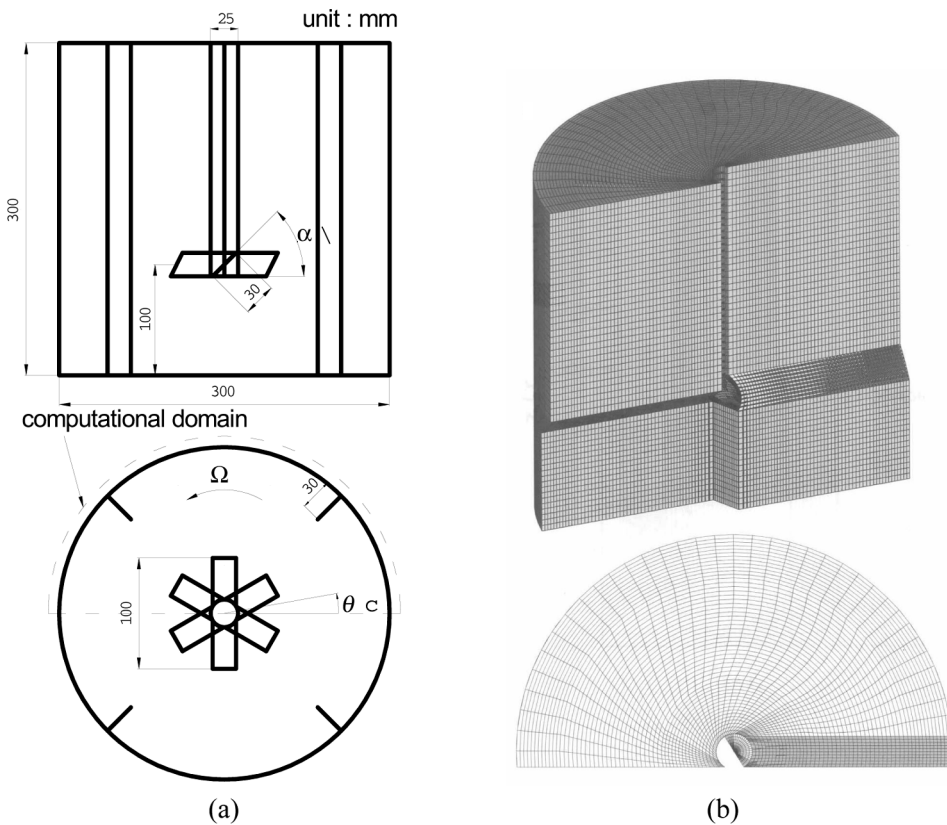 25
unit : mm
300
α
30
100
300
computational domain
Ω
30
100
θ c
(a)
(b)